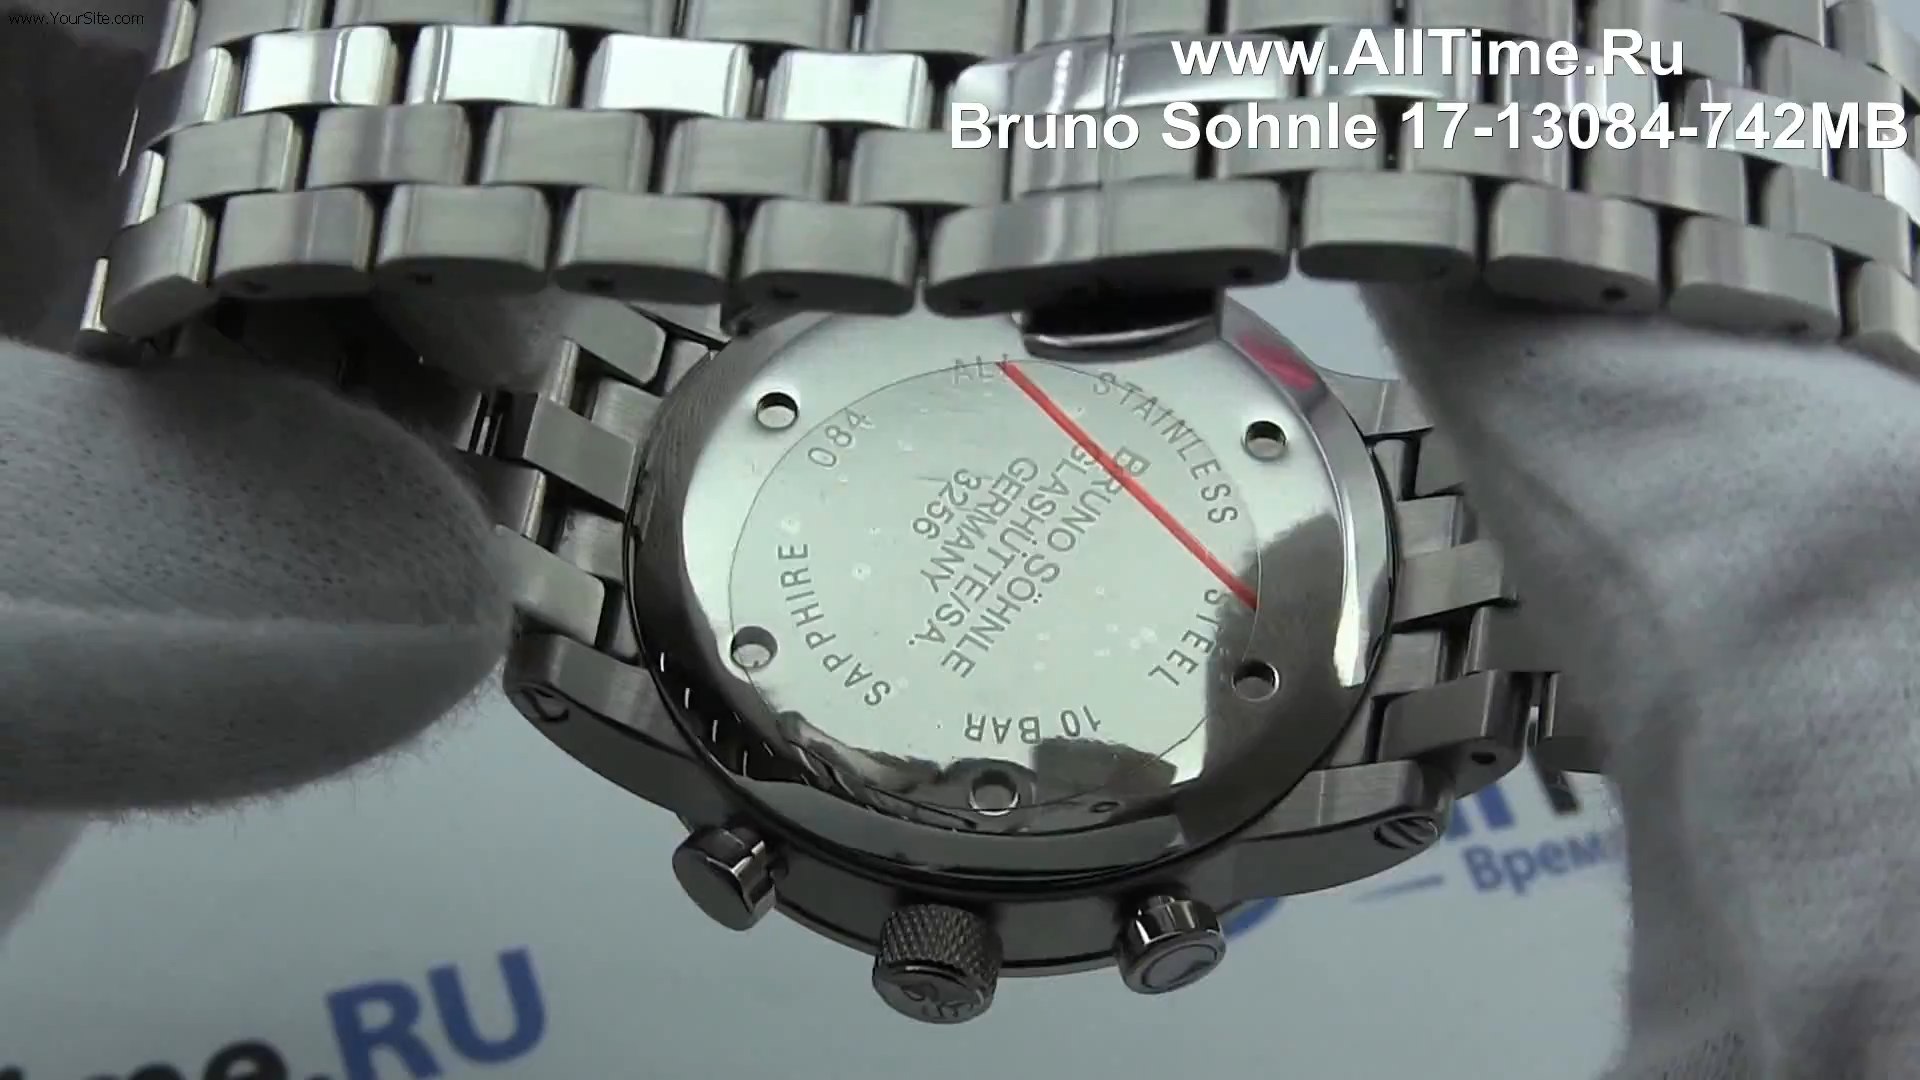 www.YourSite.com
www.AllTime.Ru
Bruno Sohnle 17-13084-742MB
ALL STAINLESS STEEL
10 BAR
SAPPHIRE
084
BRUNO SÖHNLE
GLASHÜTTE/SA.
GERMANY
3256
Время
me.RU